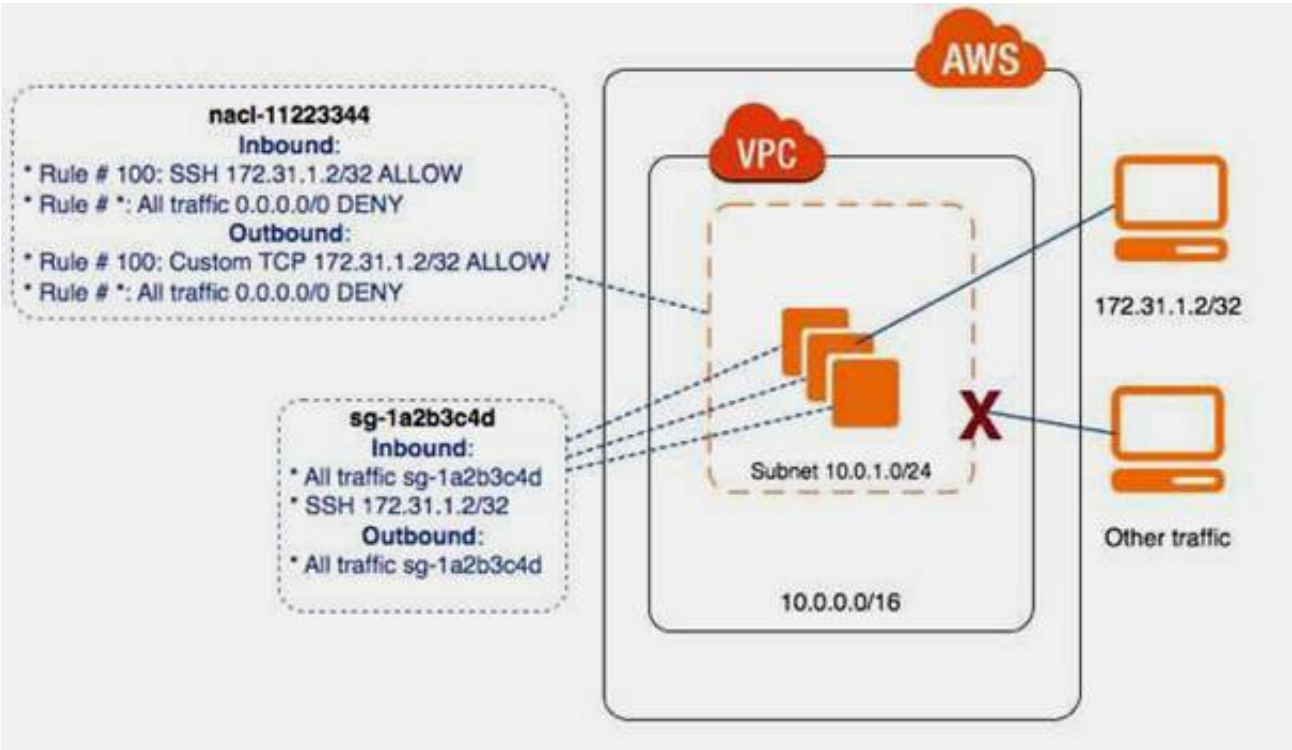 nacl-11223344
Inbound:
* Rule # 100: SSH 172.31.1.2/32 ALLOW
* Rule # *: All traffic 0.0.0.0/0 DENY
Outbound:
* Rule # 100: Custom TCP 172.31.1.2/32 ALLOW
* Rule # *: All traffic 0.0.0.0/0 DENY
sg-1a2b3c4d
Inbound:
* All traffic sg-1a2b3c4d
* SSH 172.31.1.2/32
Outbound:
* All traffic sg-1a2b3c4d
AWS
VPC
Subnet 10.0.1.0/24
10.0.0.0/16
172.31.1.2/32
X
Other traffic